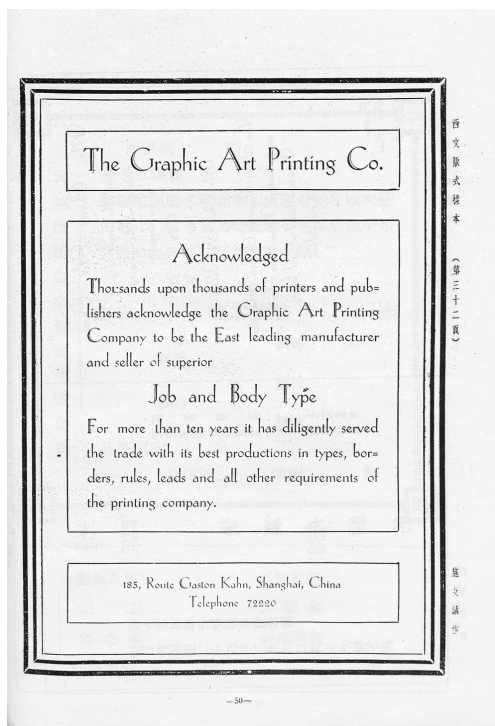 The Graphic Art Printing Co.
Acknowledged
Thousands upon thousands of printers and pub=
lishers acknowledge the Graphic Art Printing
Company to be the East leading manufacturer
and seller of superior
Job and Body Type
For more than ten years it has diligently served
the trade with its best productions in types, bor=
ders, rules, leads and all other requirements of
the printing company.
185, Route Gaston Kahn, Shanghai, China
Telephone 72220
西文版式樣本
（第三十二頁）
文 作
—50—